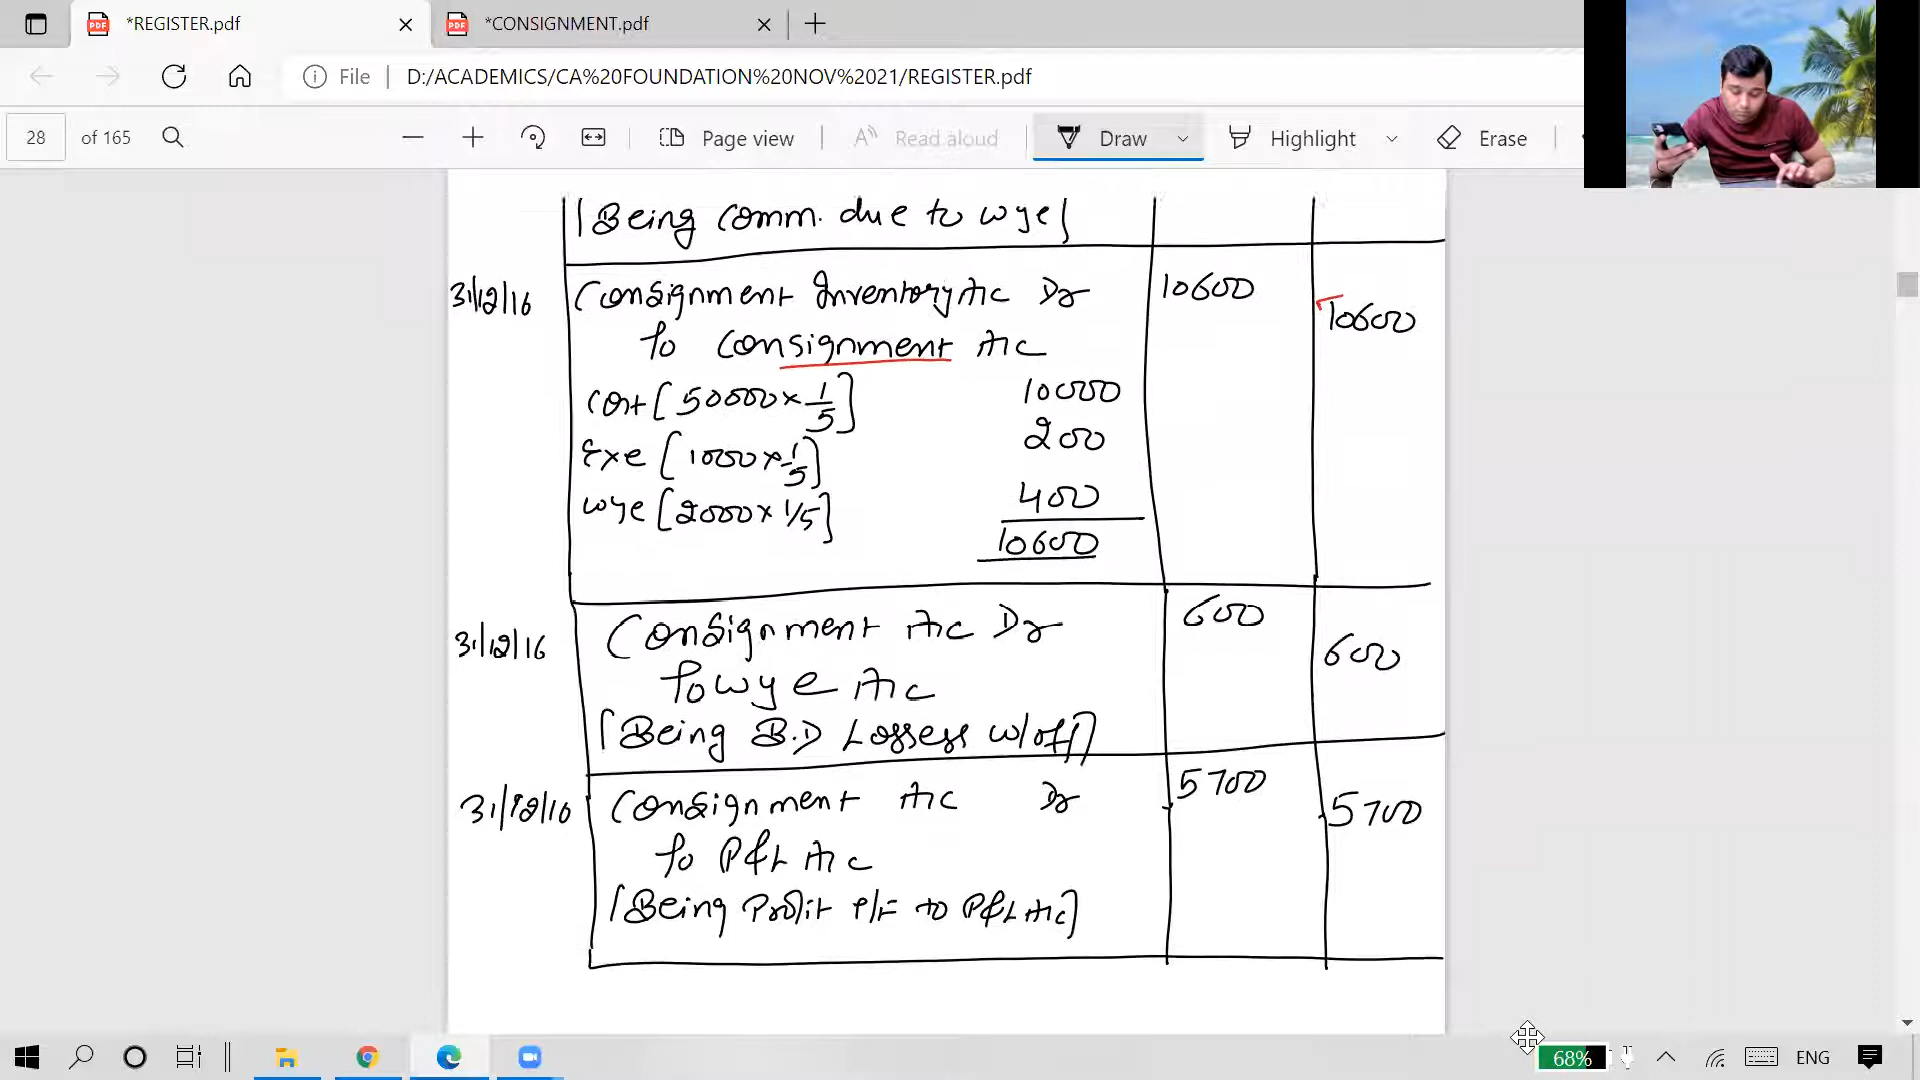 *REGISTER.pdf
*CONSIGNMENT.pdf
File D:/ACADEMICS/CA%20FOUNDATION%20NOV%2021/REGISTER.pdf
28 of 165 Page view Read aloud Draw Highlight Erase
[Being Comm. due to wye]
31/12/16 Consignment Inventory A/c Dr 10600
To Consignment A/c 10600
Cost [50000 × 1/5] 10000
Exe [1000 × 1/5] 200
Wye [2000 × 1/5] 400
10600
31/12/16 Consignment A/c Dr 600
To wye A/c 600
[Being B.D Lossess w/off]
31/12/16 Consignment A/c Dr 5700
To P&L A/c 5700
[Being Profit t/f to P&L A/c]
68% ENG